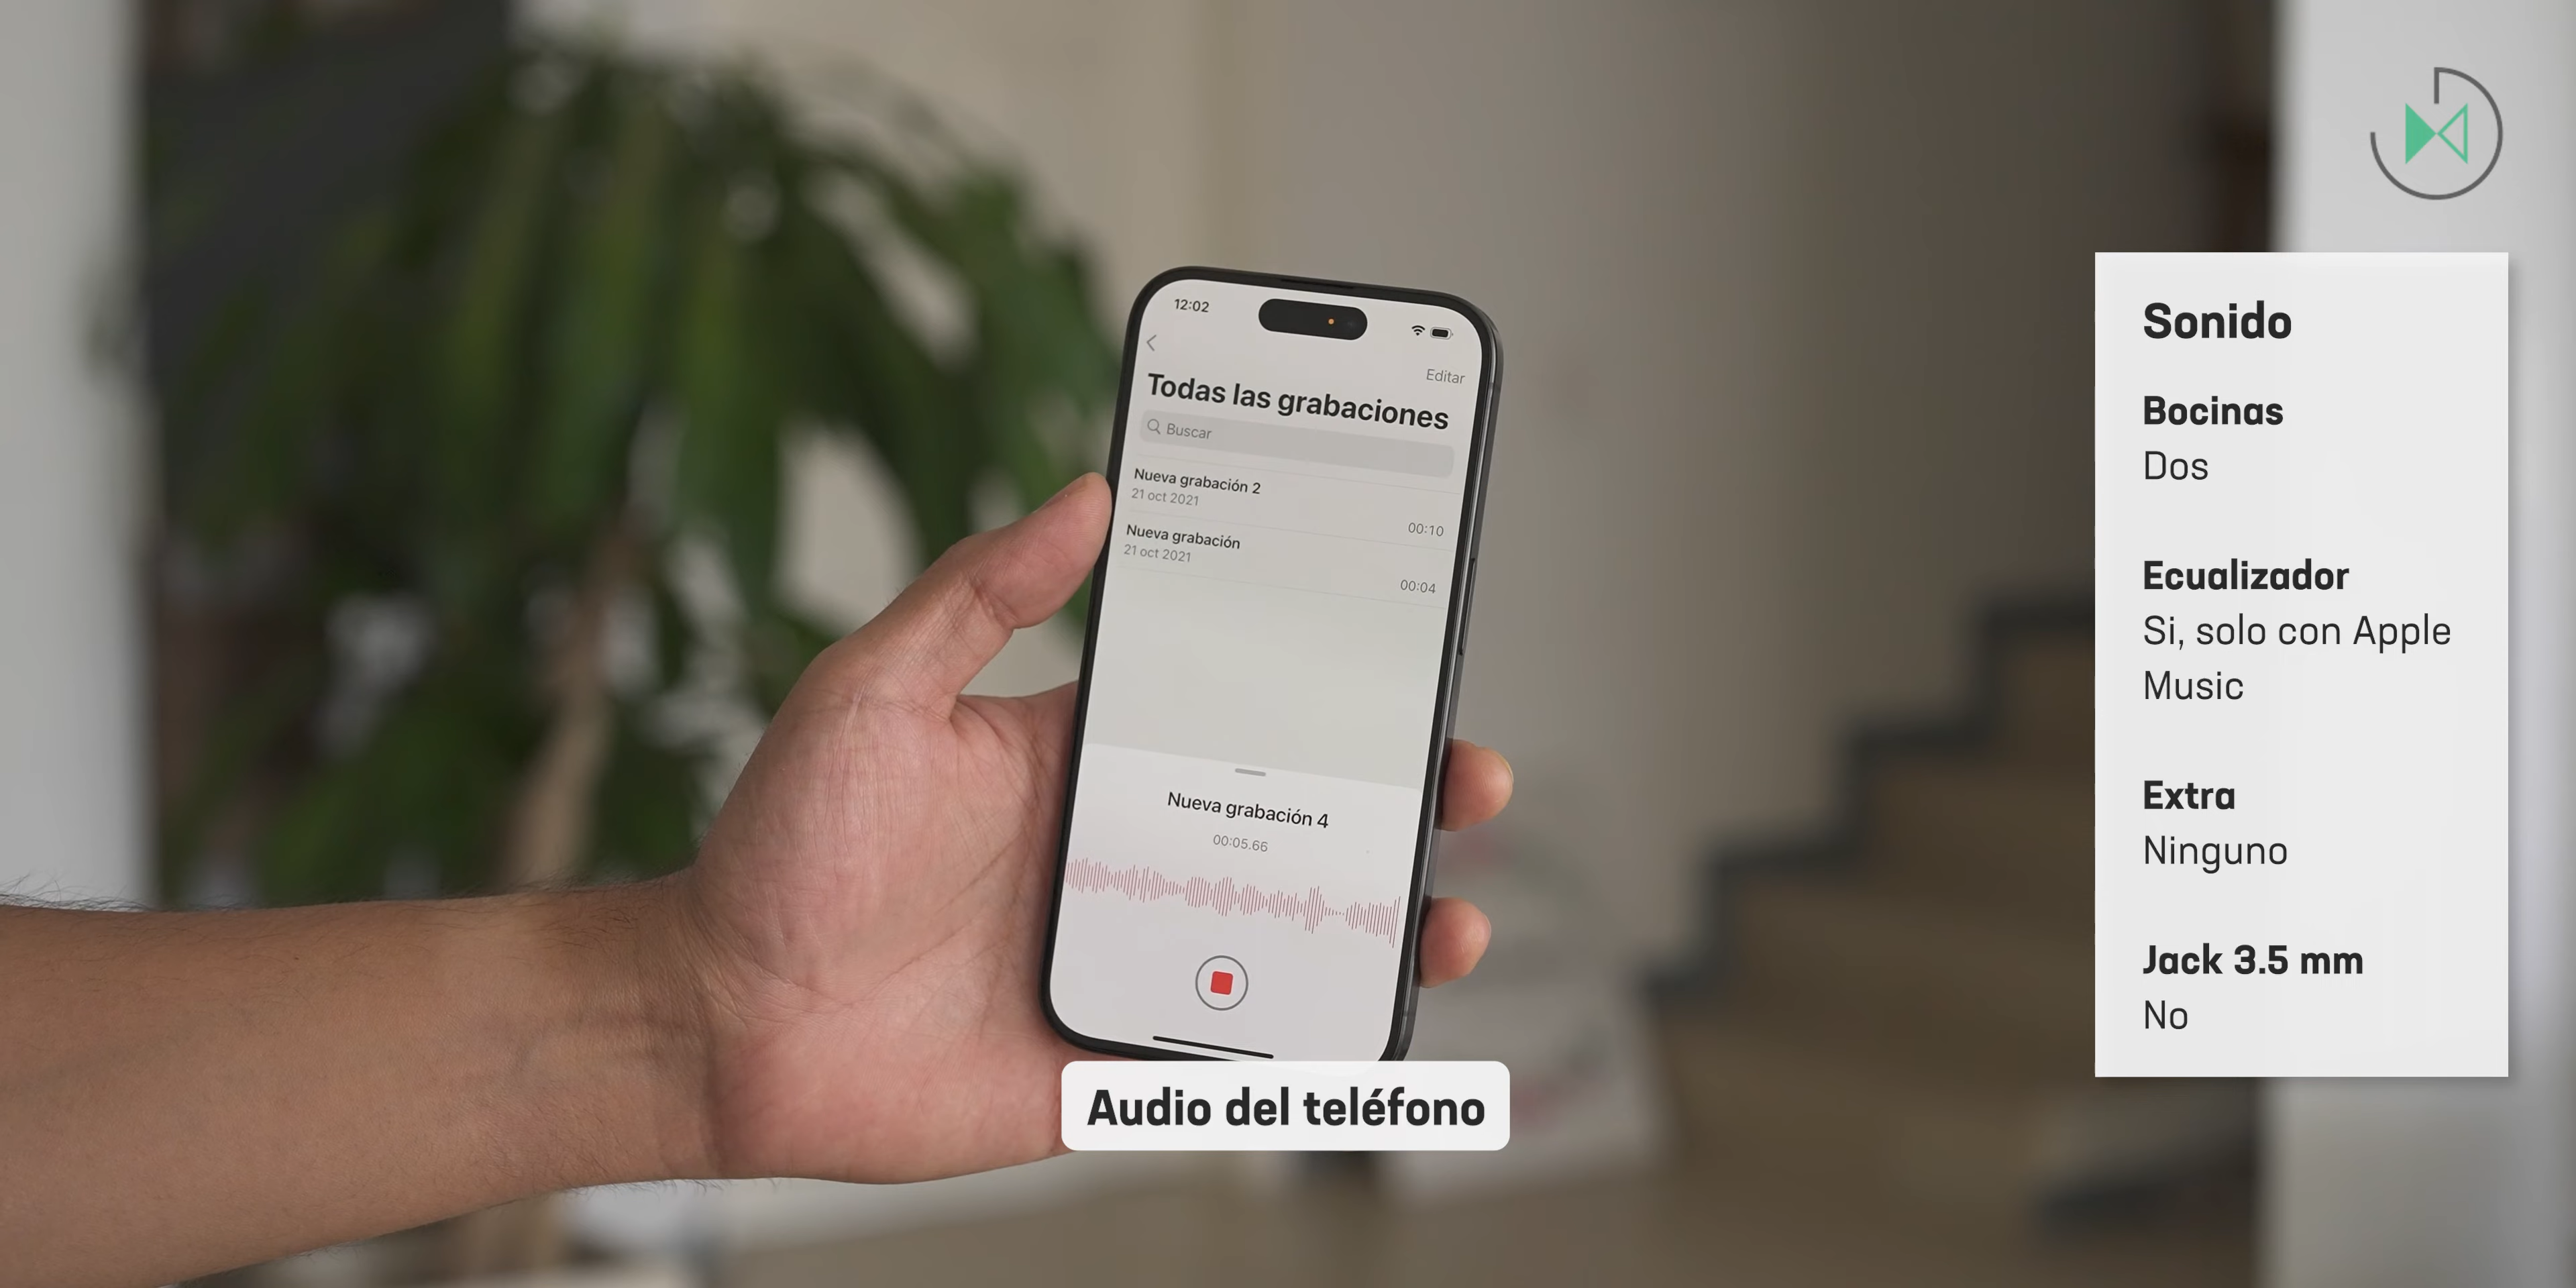 12:02
Editar
Todas las grabaciones
Buscar
Nueva grabación 2
21 oct 2021
00:10
Nueva grabación
21 oct 2021
00:04
Nueva grabación 4
00:05.66
Audio del teléfono
Sonido
Bocinas
Dos
Ecualizador
Si, solo con Apple
Music
Extra
Ninguno
Jack 3.5 mm
No